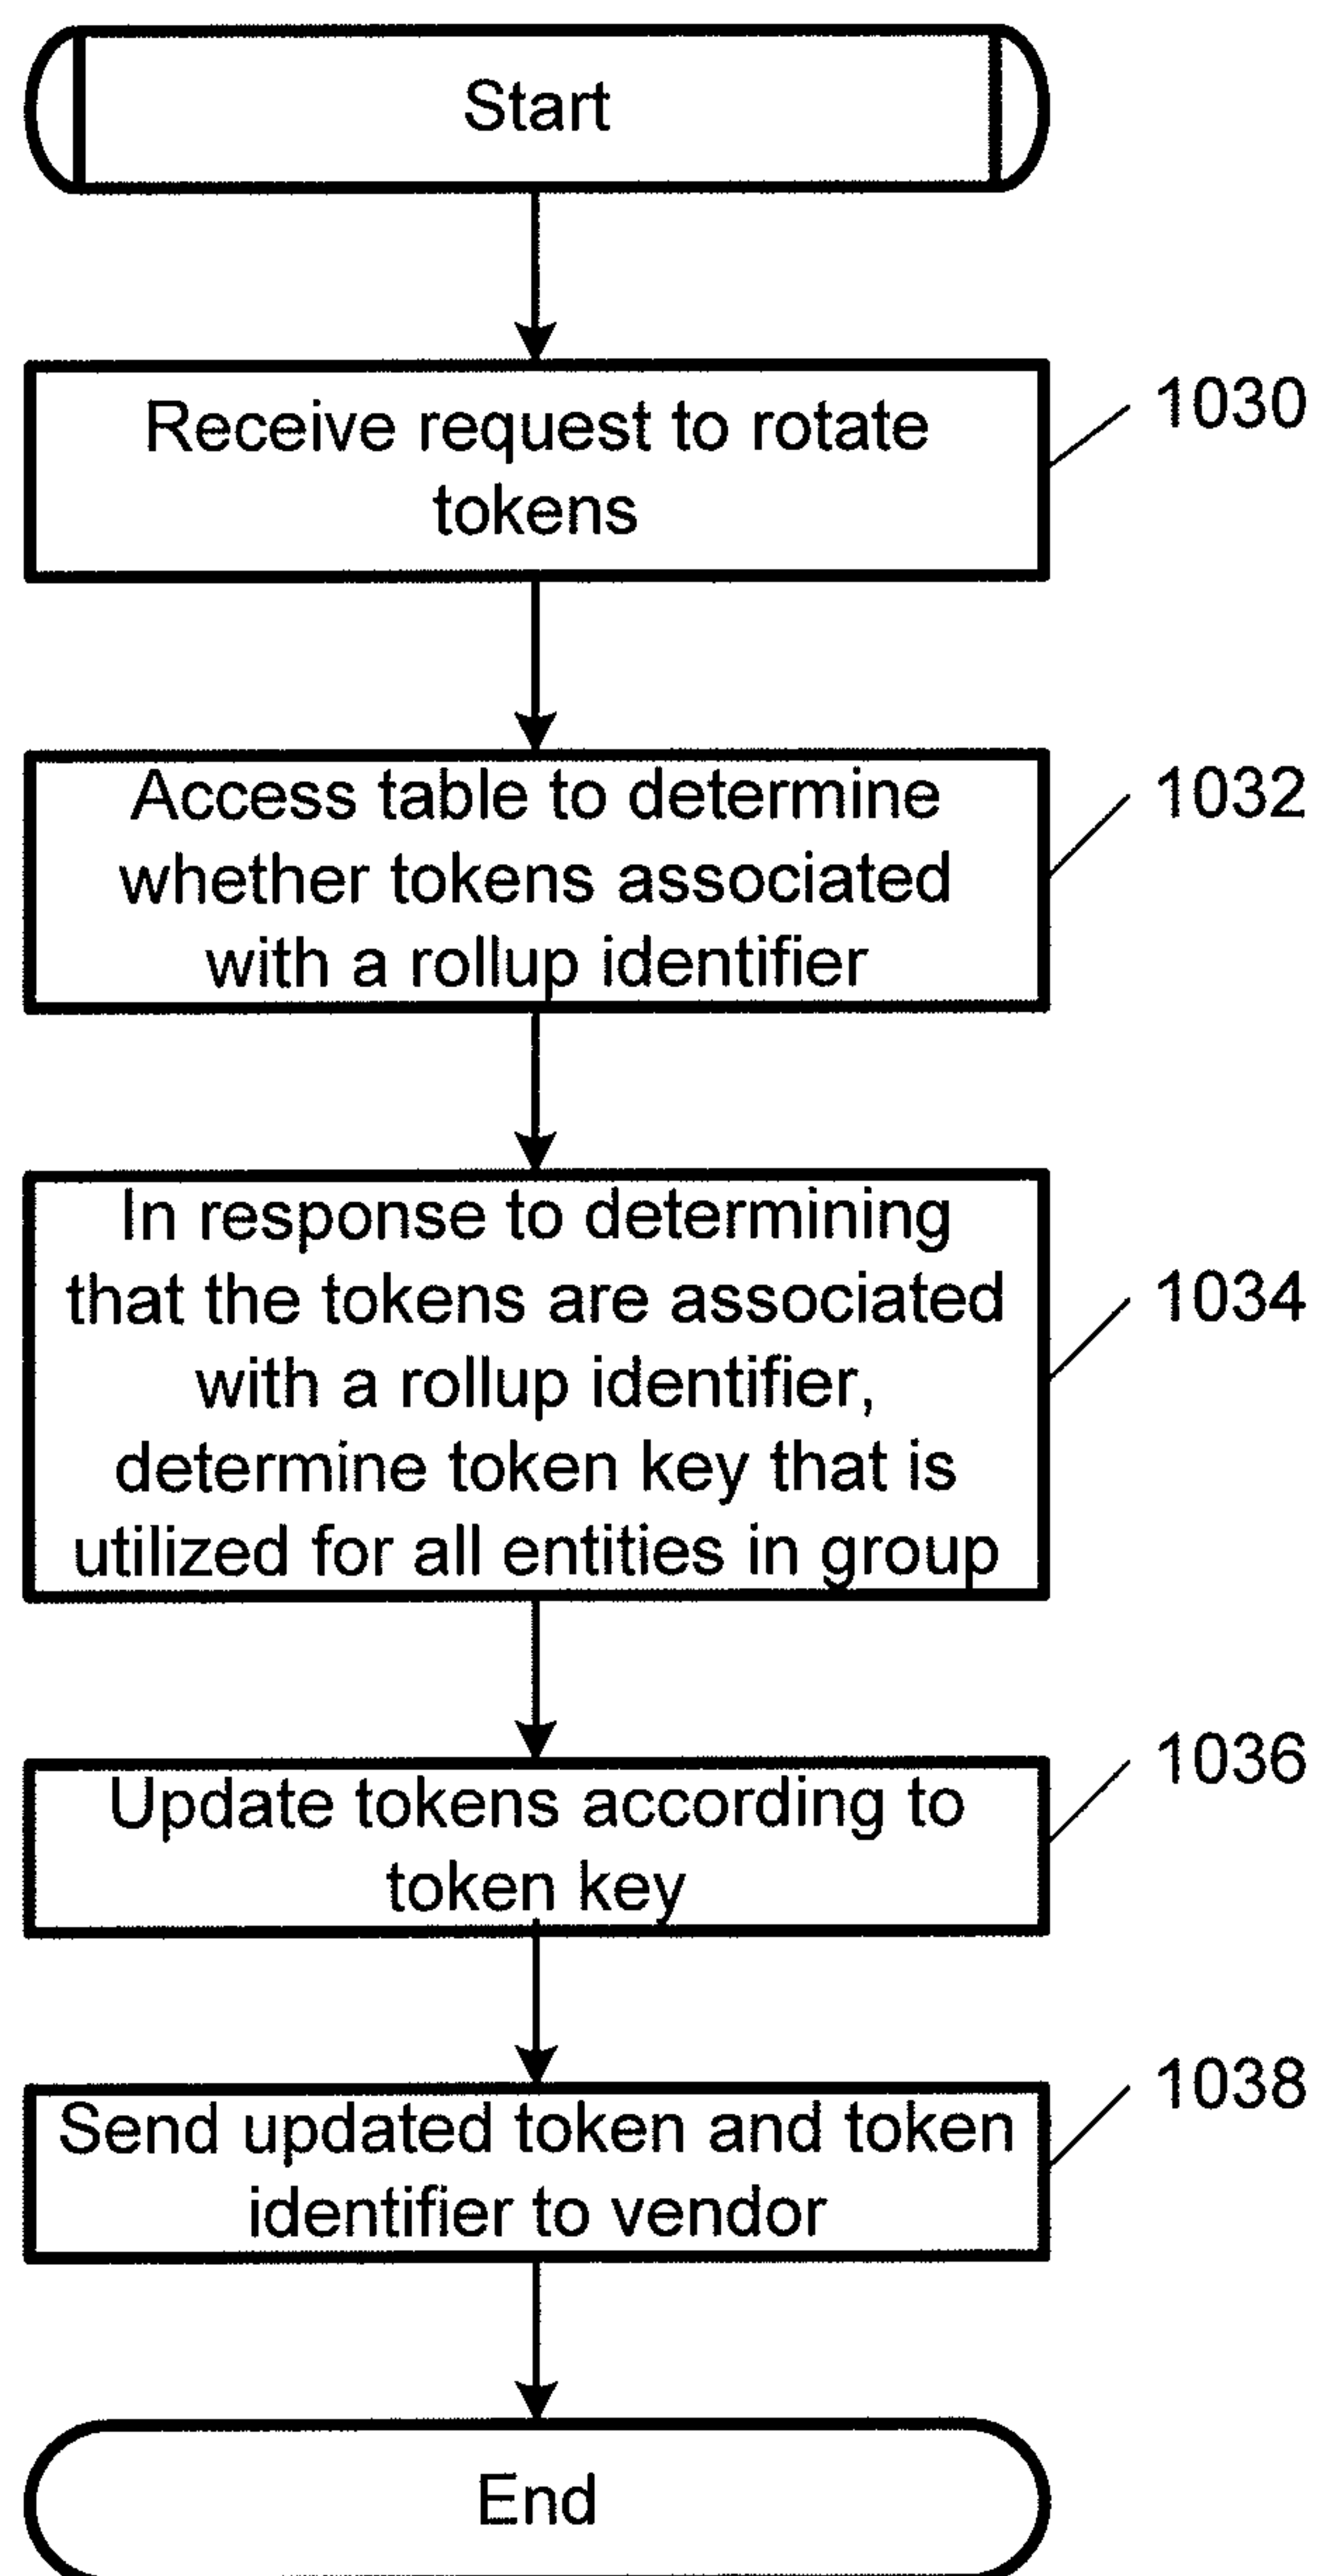 Start
Receive request to rotate
tokens
1030
Access table to determine
whether tokens associated
with a rollup identifier
1032
In response to determining
that the tokens are associated
with a rollup identifier,
determine token key that is
utilized for all entities in group
1034
Update tokens according to
token key
1036
Send updated token and token
identifier to vendor
1038
End